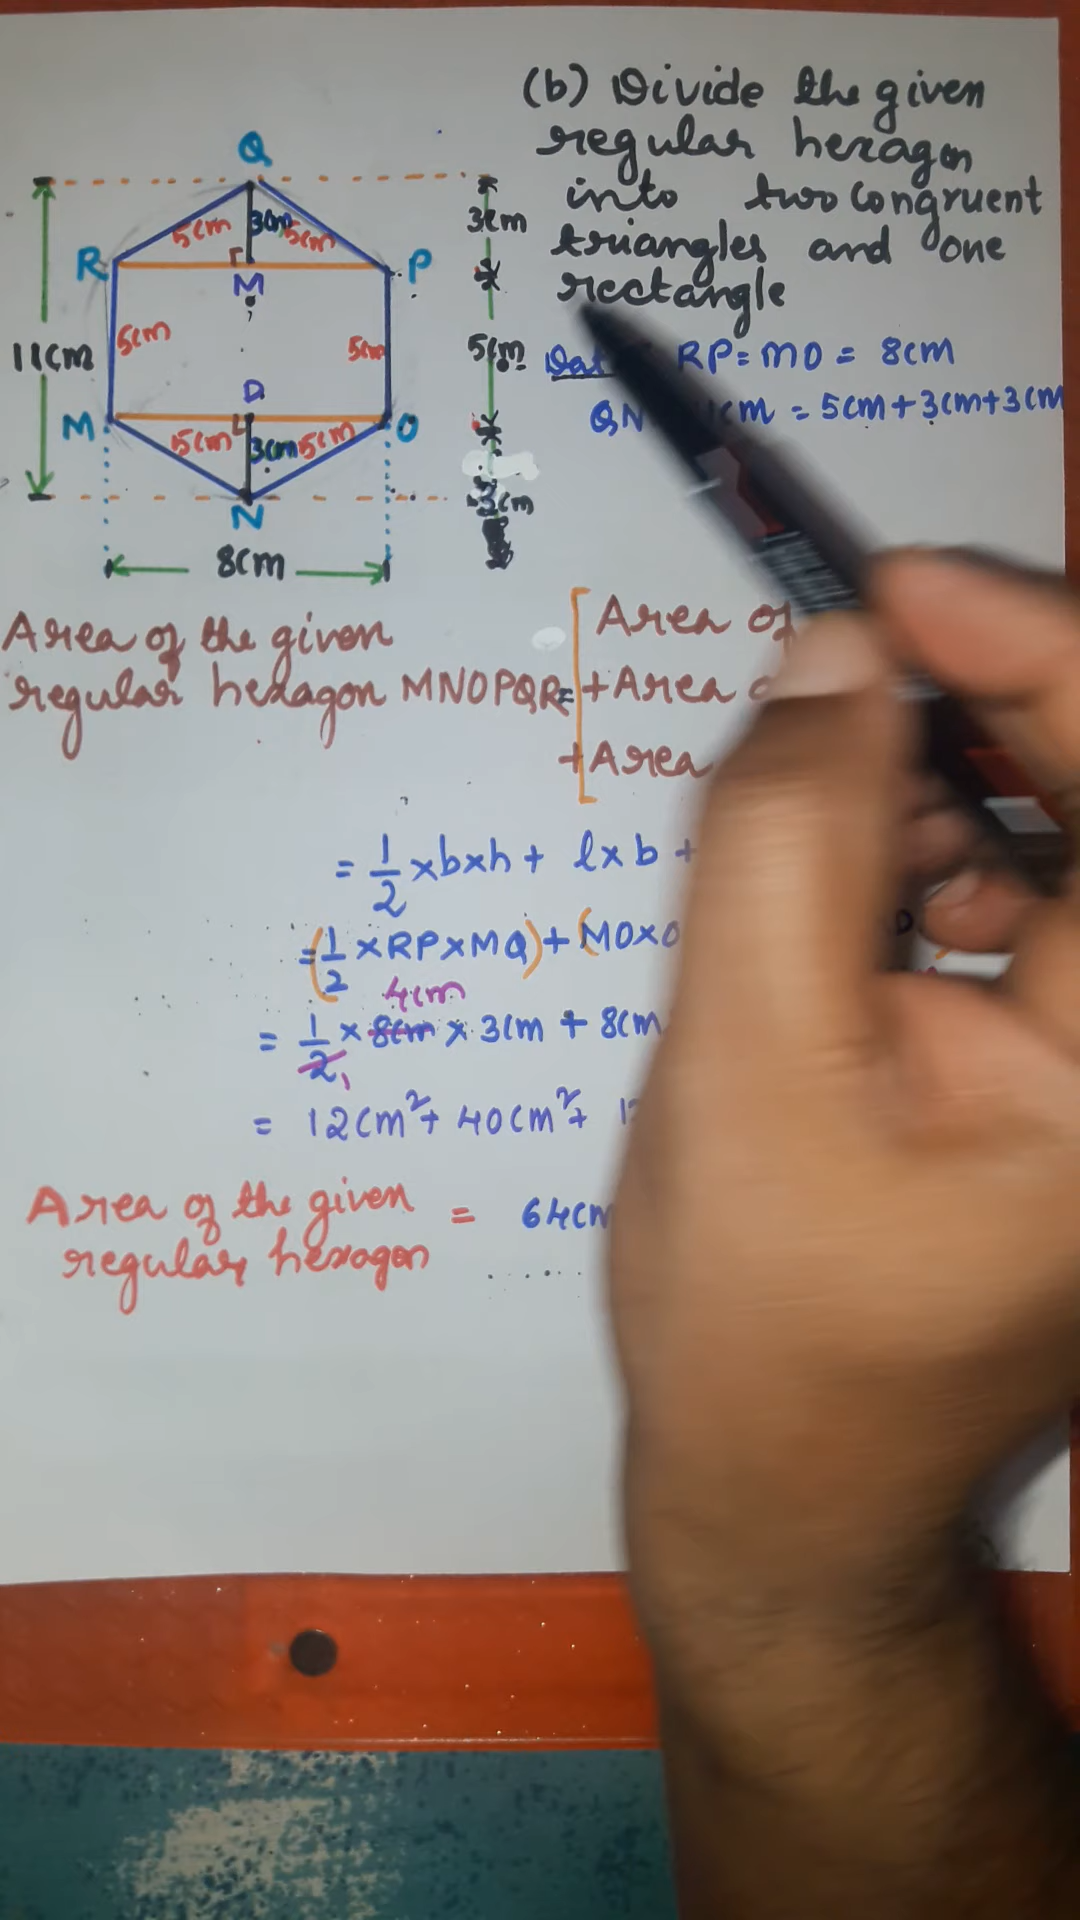 (b) Divide the given
regular hexagon
into two congruent
triangles and one
rectangle
Q
R
P
M
5cm
3cm
5cm
5cm
5cm
11cm
D
M
O
5cm
3cm
5cm
N
8cm
3cm
5cm
3cm
RP=MO = 8cm
QN = 5cm+3cm+3cm
Area of the given
regular hexagon MNOPQR=
Area of
+Area
+Area
= 1/2 ×b×h + l×b +
=(1/2 ×RP×MQ)+(MO×O
4cm
= 1/2 × 8cm × 3cm + 8cm
1
= 12cm²+ 40cm²+ 1
Area of the given
regular hexagon = 64cm